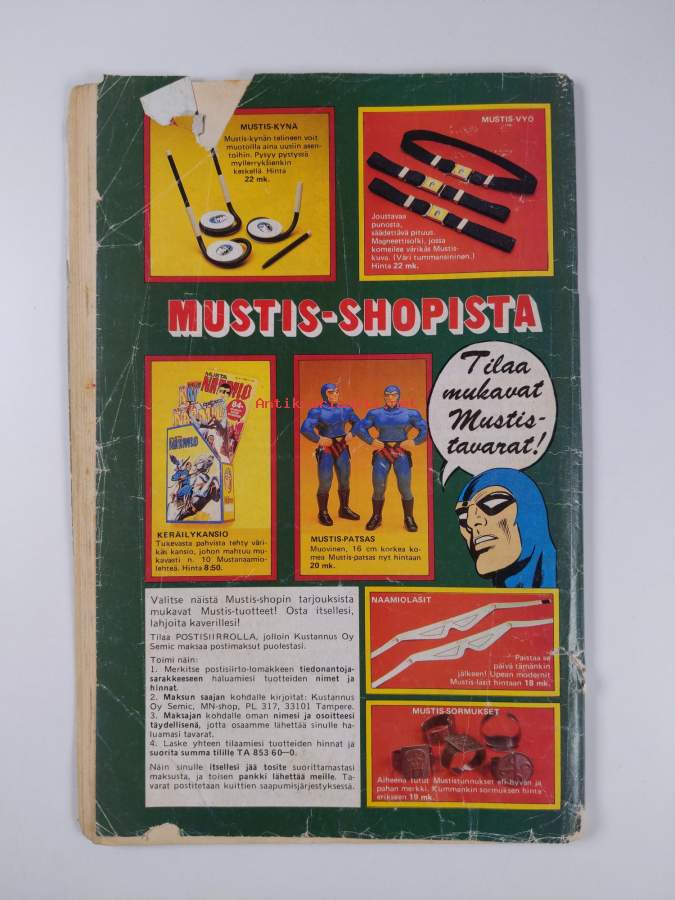 MUSTIS-KYNÄ
Mustis-kynän telineen voit
muotoilla aina uusiin asen-
toihin. Pysyy pystyssä
myllerryksienkin
keskellä. Hinta
22 mk.
MUSTIS-VYÖ
Joustavaa
punosta,
säädettävä pituus.
Magneettisolki, jossa
komeilee värikäs Mustis-
kuva. (Väri tummansininen.)
Hinta 22 mk.
MUSTIS-SHOPISTA
MUSTA
NAAMIO
84
KERÄILYKANSIO
Tukevasta pahvista tehty väri-
käs kansio, johon mahtuu mu-
kavasti n. 10 Mustanaamio-
lehteä. Hinta 8:50.
MUSTIS-PATSAS
Muovinen, 16 cm korkea ko-
mea Mustis-patsas nyt hintaan
20 mk.
Tilaa
mukavat
Mustis-
tavarat!
Valitse näistä Mustis-shopin tarjouksista
mukavat Mustis-tuotteet! Osta itsellesi,
lahjoita kaverillesi!
Tilaa POSTISIIRROLLA, jolloin Kustannus Oy
Semic maksaa postimaksut puolestasi.
Toimi näin:
1. Merkitse postisiirto-lomakkeen tiedonantoja-
sarakkeeseen haluamiesi tuotteiden nimet ja
hinnat.
2. Maksun saajan kohdalle kirjoitat: Kustannus
Oy Semic, MN-shop, PL 317, 33101 Tampere.
3. Maksajan kohdalle oman nimesi ja osoitteesi
täydellisenä, jotta osaamme lähettää sinulle ha-
luamasi tavarat.
4. Laske yhteen tilaamiesi tuotteiden hinnat ja
suorita summa tilille TA 853 60—0.
Näin sinulle itsellesi jää tosite suorittamastasi
maksusta, ja toisen pankki lähettää meille. Ta-
varat postitetaan kuittien saapumisjärjestyksessä.
NAAMIOLASIT
Paistaa se
päivä tämänkin
jälkeen! Upean modernit
Mustis-lasit hintaan 18 mk.
MUSTIS-SORMUKSET
Aiheena tutut Mustistunnukset eli hyvän ja
pahan merkki. Kummankin sormuksen hinta
erikseen 19 mk.